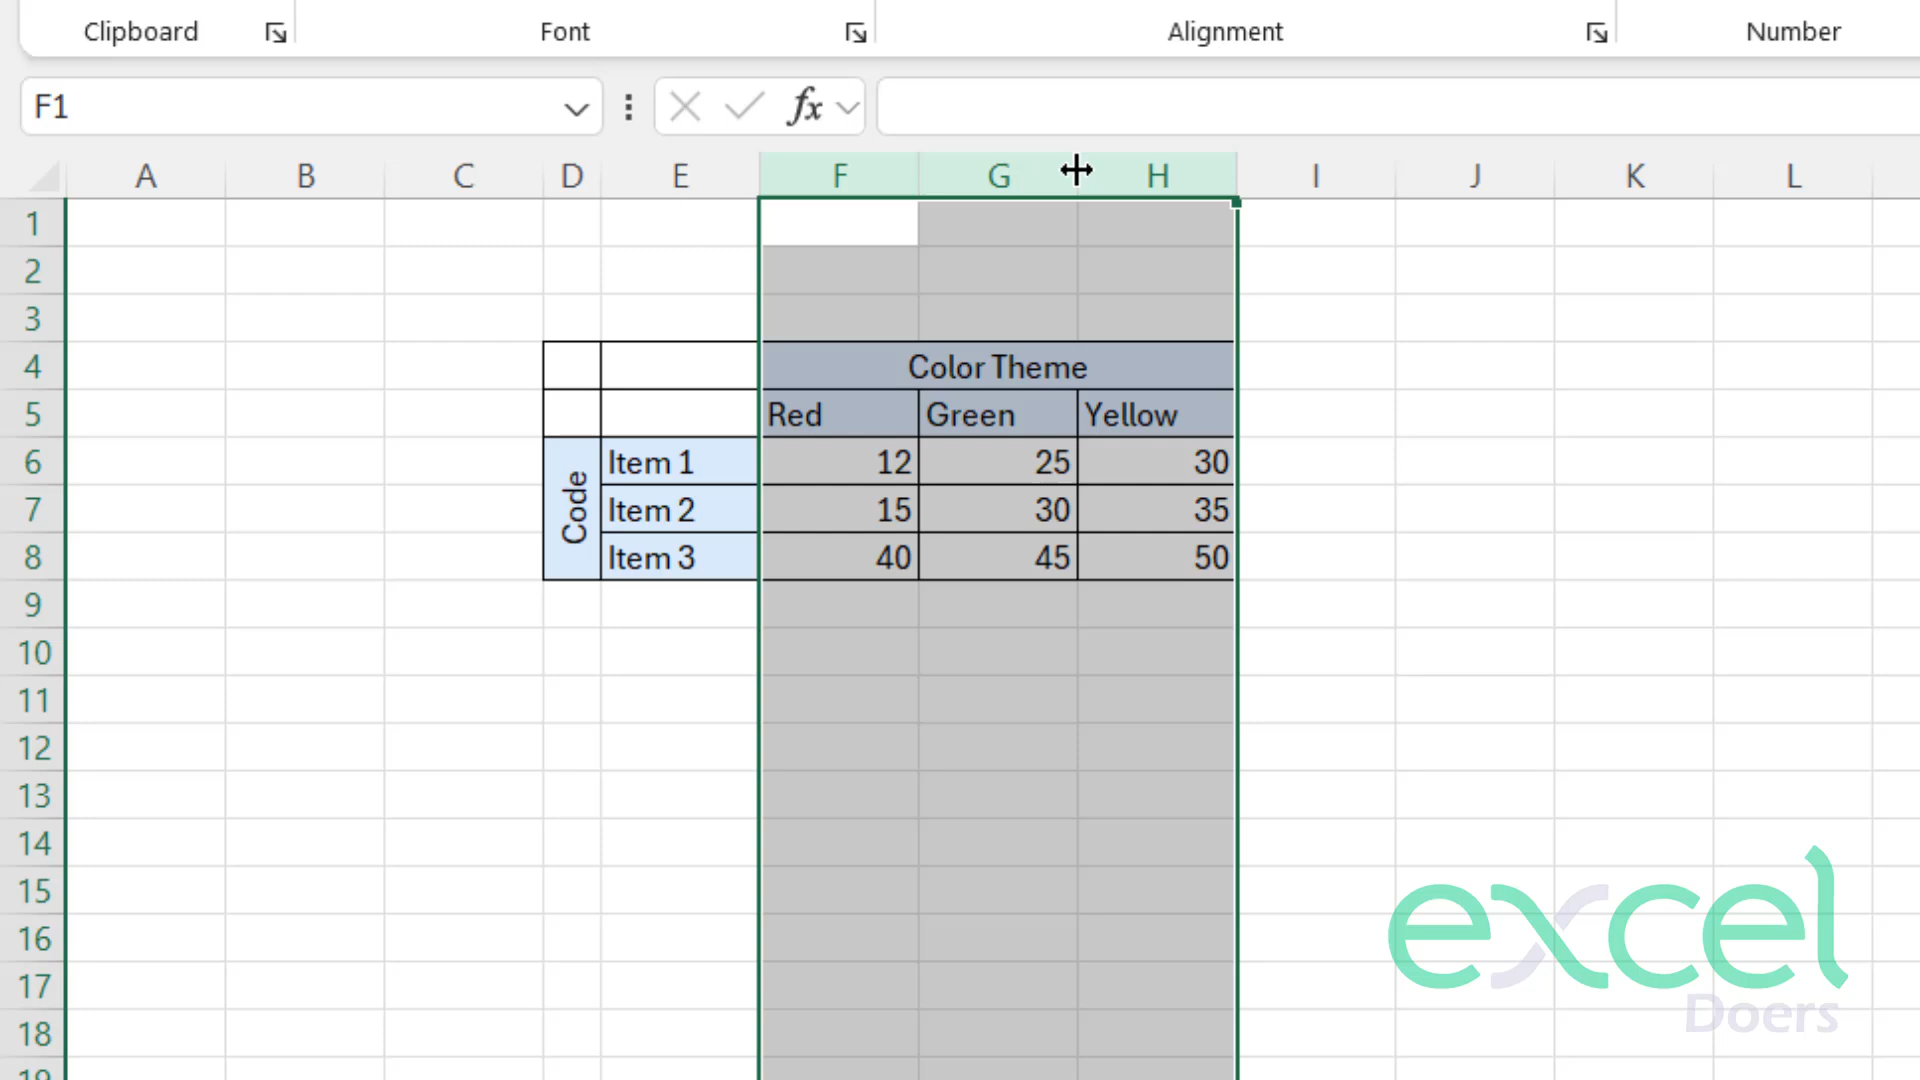 Clipboard Font Alignment Number
F1 fx
A B C D E F G H I J K L
1
2
3
4 Color Theme
5 Red Green Yellow
6 Item 1 12 25 30
Code
7 Item 2 15 30 35
8 Item 3 40 45 50
9
10
11
12
13
14
15
16
17
18
19
excel
Doers